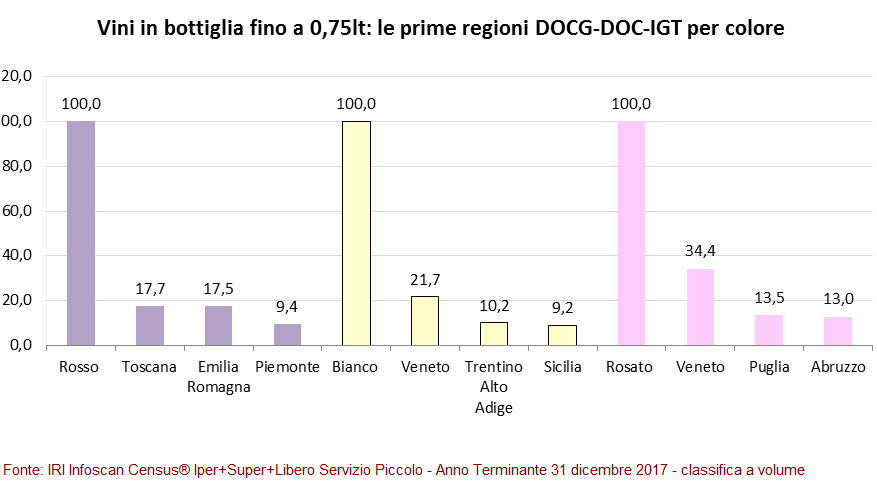 Vini in bottiglia fino a 0,75lt: le prime regioni DOCG-DOC-IGT per colore
20,0
00,0
80,0
60,0
40,0
20,0
0,0
100,0
17,7
17,5
9,4
100,0
21,7
10,2
9,2
100,0
34,4
13,5
13,0
Rosso
Toscana
Emilia
Romagna
Piemonte
Bianco
Veneto
Trentino
Alto
Adige
Sicilia
Rosato
Veneto
Puglia
Abruzzo
Fonte: IRI Infoscan Census® Iper+Super+Libero Servizio Piccolo - Anno Terminante 31 dicembre 2017 - classifica a volume